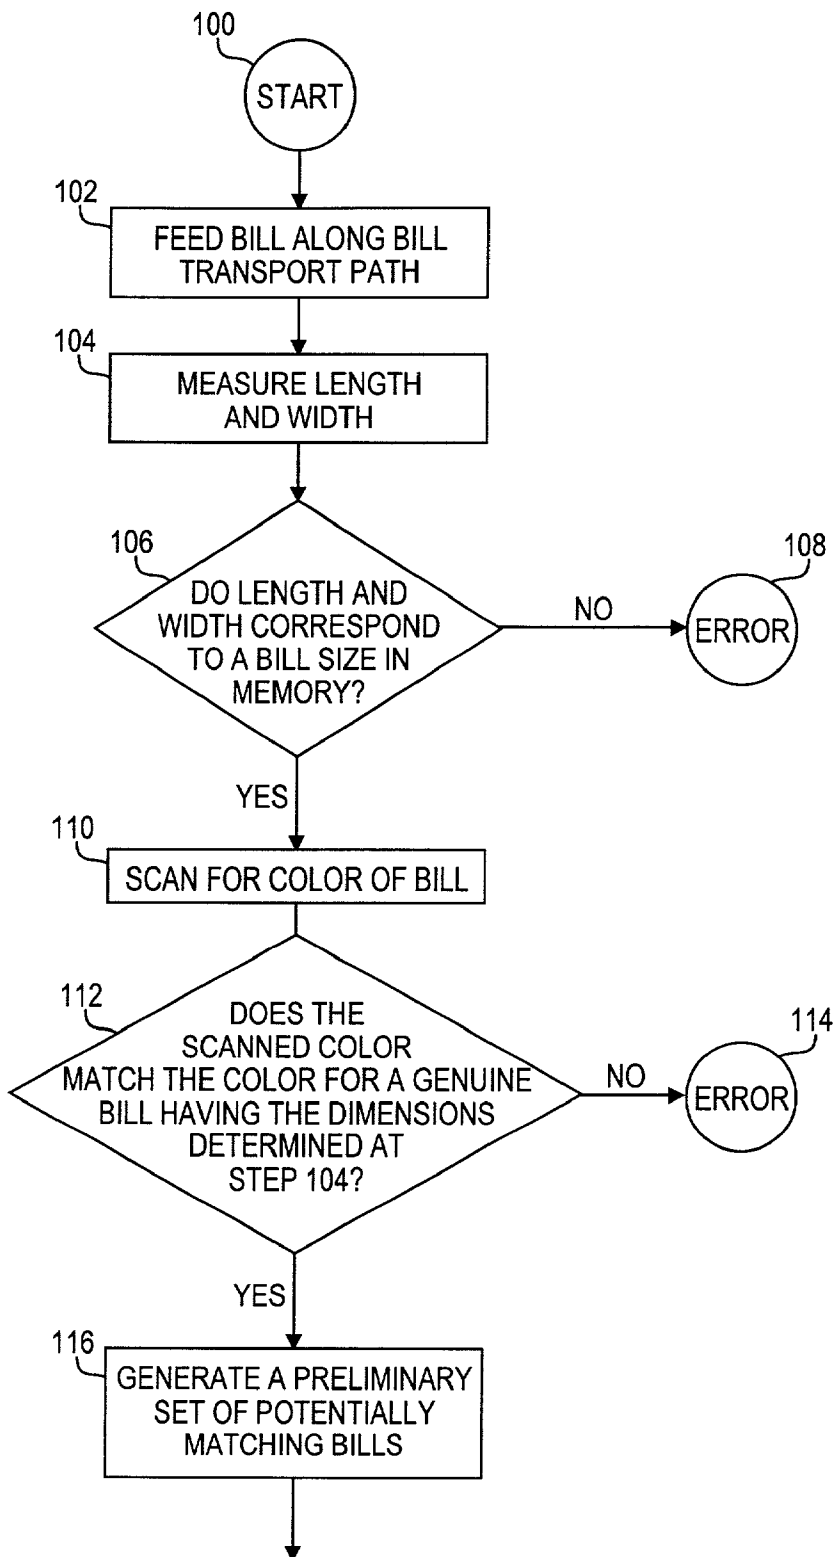 100
START
102
FEED BILL ALONG BILL
TRANSPORT PATH
104
MEASURE LENGTH
AND WIDTH
106
DO LENGTH AND
WIDTH CORRESPOND
TO A BILL SIZE IN
MEMORY?
NO
108
ERROR
YES
110
SCAN FOR COLOR OF BILL
112
DOES THE
SCANNED COLOR
MATCH THE COLOR FOR A GENUINE
BILL HAVING THE DIMENSIONS
DETERMINED AT
STEP 104?
NO
114
ERROR
YES
116
GENERATE A PRELIMINARY
SET OF POTENTIALLY
MATCHING BILLS